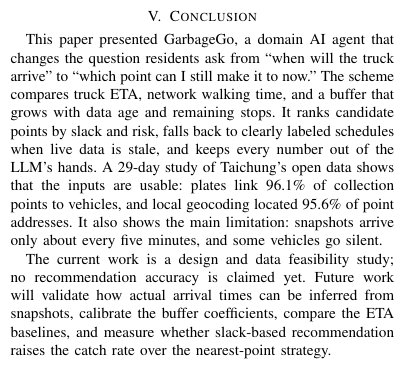 V. CONCLUSION
This paper presented GarbageGo, a domain AI agent that
changes the question residents ask from “when will the truck
arrive” to “which point can I still make it to now.” The scheme
compares truck ETA, network walking time, and a buffer that
grows with data age and remaining stops. It ranks candidate
points by slack and risk, falls back to clearly labeled schedules
when live data is stale, and keeps every number out of the
LLM’s hands. A 29-day study of Taichung’s open data shows
that the inputs are usable: plates link 96.1% of collection
points to vehicles, and local geocoding located 95.6% of point
addresses. It also shows the main limitation: snapshots arrive
only about every five minutes, and some vehicles go silent.
The current work is a design and data feasibility study;
no recommendation accuracy is claimed yet. Future work
will validate how actual arrival times can be inferred from
snapshots, calibrate the buffer coefficients, compare the ETA
baselines, and measure whether slack-based recommendation
raises the catch rate over the nearest-point strategy.